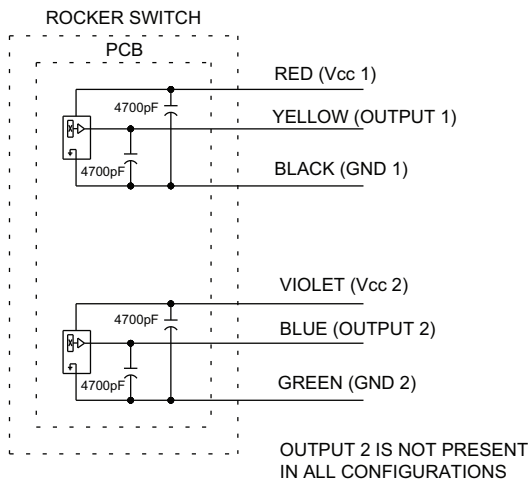 ROCKER SWITCH
PCB
RED (Vcc 1)
4700pF
YELLOW (OUTPUT 1)
4700pF
BLACK (GND 1)
VIOLET (Vcc 2)
4700pF
BLUE (OUTPUT 2)
4700pF
GREEN (GND 2)
OUTPUT 2 IS NOT PRESENT
IN ALL CONFIGURATIONS